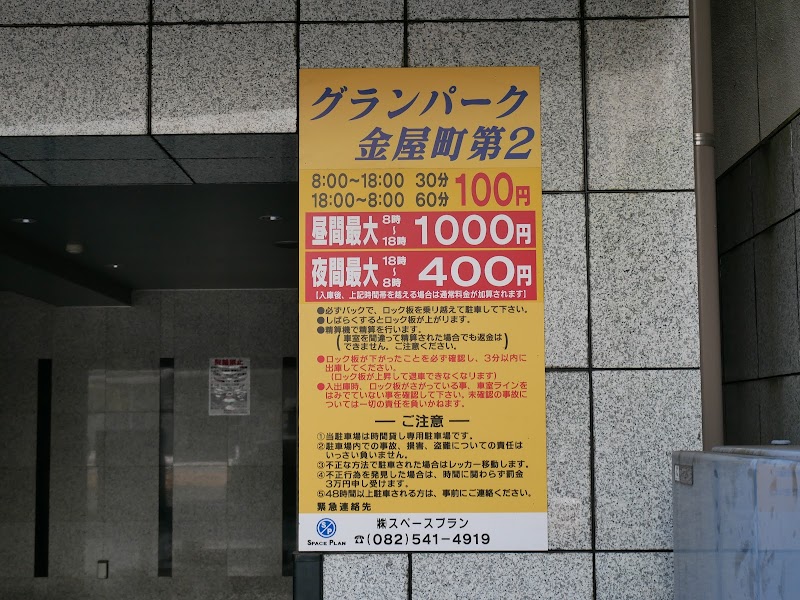 グランパーク
金屋町第2
8:00〜18:00 30分 100円
18:00〜8:00 60分
昼間最大 8時〜18時 1000円
夜間最大 18時〜8時 400円
【入庫後、上記時間帯を越える場合は通常料金が加算されます】
●必ずバックで、ロック板を乗り越えて駐車して下さい。
●しばらくするとロック板が上がります。
●精算機で精算を行います。
(車室を間違って精算された場合でも返金は
できません。ご注意ください。)
●ロック板が下がったことを必ず確認し、3分以内に
出庫してください。
(ロック板が上昇して退車できなくなります)
●入出庫時、ロック板がさがっている事、車室ラインを
はみでていない事を確認して下さい。未確認の事故に
ついては一切の責任を負いかねます。
― ご注意 ―
①当駐車場は時間貸し専用駐車場です。
②駐車場内での事故、損害、盗難についての責任は
いっさい負いません。
③不正な方法で駐車された場合はレッカー移動します。
④不正行為を発見した場合は、時間に関わらず罰金
3万円申し受けます。
⑤48時間以上駐車される方は、事前にご連絡ください。
緊急連絡先
S/P
SPACE PLAN
㈱スペースプラン
☎(082)541-4919